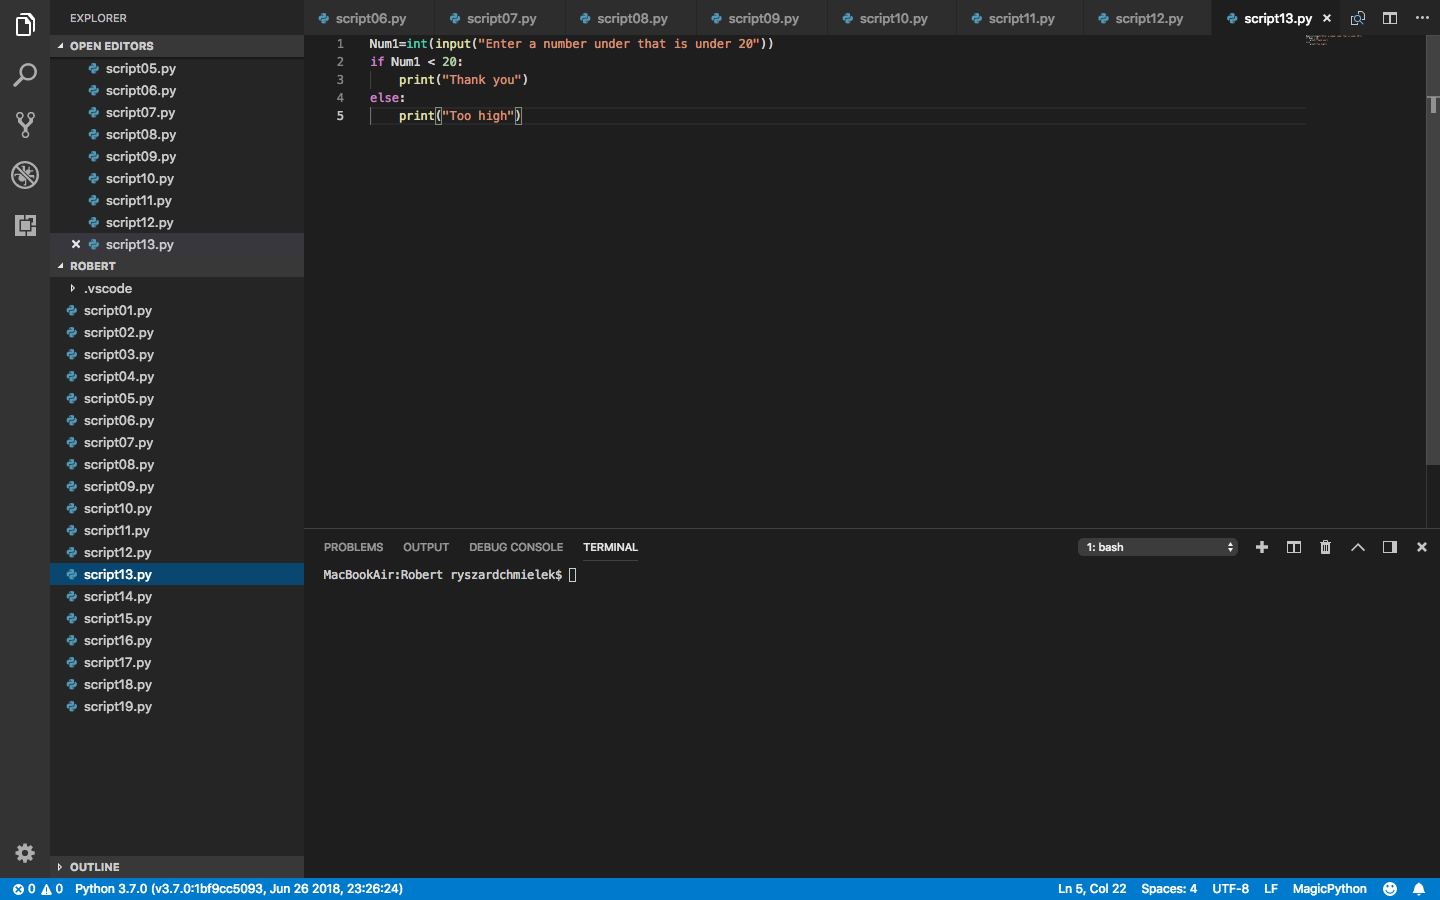 EXPLORER
OPEN EDITORS
script05.py
script06.py
script07.py
script08.py
script09.py
script10.py
script11.py
script12.py
script13.py
ROBERT
.vscode
script01.py
script02.py
script03.py
script04.py
script05.py
script06.py
script07.py
script08.py
script09.py
script10.py
script11.py
script12.py
script13.py
script14.py
script15.py
script16.py
script17.py
script18.py
script19.py
OUTLINE
script06.py script07.py script08.py script09.py script10.py script11.py script12.py script13.py
1 Num1=int(input("Enter a number under that is under 20"))
2 if Num1 < 20:
3     print("Thank you")
4 else:
5     print("Too high")
PROBLEMS OUTPUT DEBUG CONSOLE TERMINAL 1: bash
MacBookAir:Robert ryszardchmielek$
0 0 Python 3.7.0 (v3.7.0:1bf9cc5093, Jun 26 2018, 23:26:24) Ln 5, Col 22 Spaces: 4 UTF-8 LF MagicPython